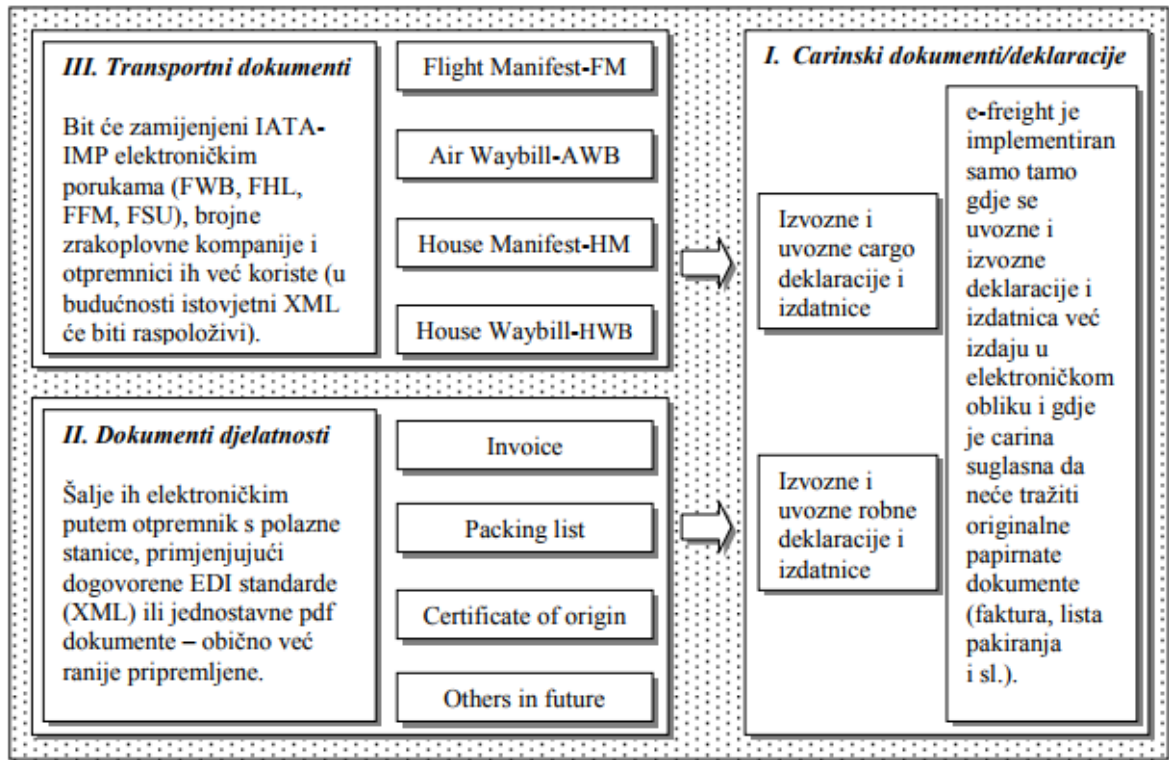 III. Transportni dokumenti
Bit će zamijenjeni IATA-
IMP elektroničkim
porukama (FWB, FHL,
FFM, FSU), brojne
zrakoplovne kompanije i
otpremnici ih već koriste (u
budućnosti istovjetni XML
će biti raspoloživi).
Flight Manifest-FM
Air Waybill-AWB
House Manifest-HM
House Waybill-HWB
II. Dokumenti djelatnosti
Šalje ih elektroničkim
putem otpremnik s polazne
stanice, primjenjujući
dogovorene EDI standarde
(XML) ili jednostavne pdf
dokumente – obično već
ranije pripremljene.
Invoice
Packing list
Certificate of origin
Others in future
I. Carinski dokumenti/deklaracije
Izvozne i
uvozne cargo
deklaracije i
izdatnice
Izvozne i
uvozne robne
deklaracije i
izdatnice
e-freight je
implementiran
samo tamo
gdje se
uvozne i
izvozne
deklaracije i
izdatnica već
izdaju u
elektroničkom
obliku i gdje
je carina
suglasna da
neće tražiti
originalne
papirnate
dokumente
(faktura, lista
pakiranja
i sl.).